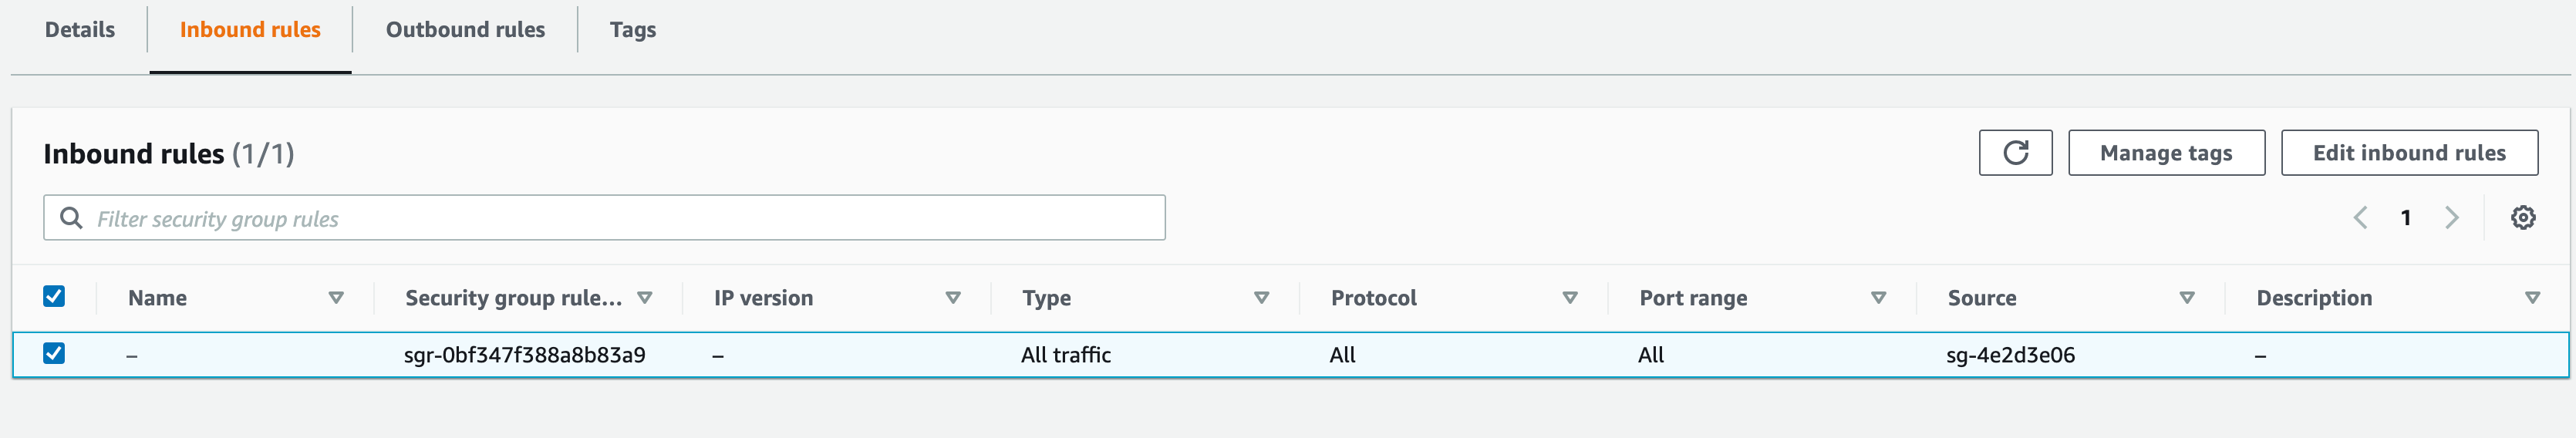 Details Inbound rules Outbound rules Tags
Inbound rules (1/1)
Manage tags Edit inbound rules
Filter security group rules
1
Name Security group rule... IP version Type Protocol Port range Source Description
– sgr-0bf347f388a8b83a9 – All traffic All All sg-4e2d3e06 –